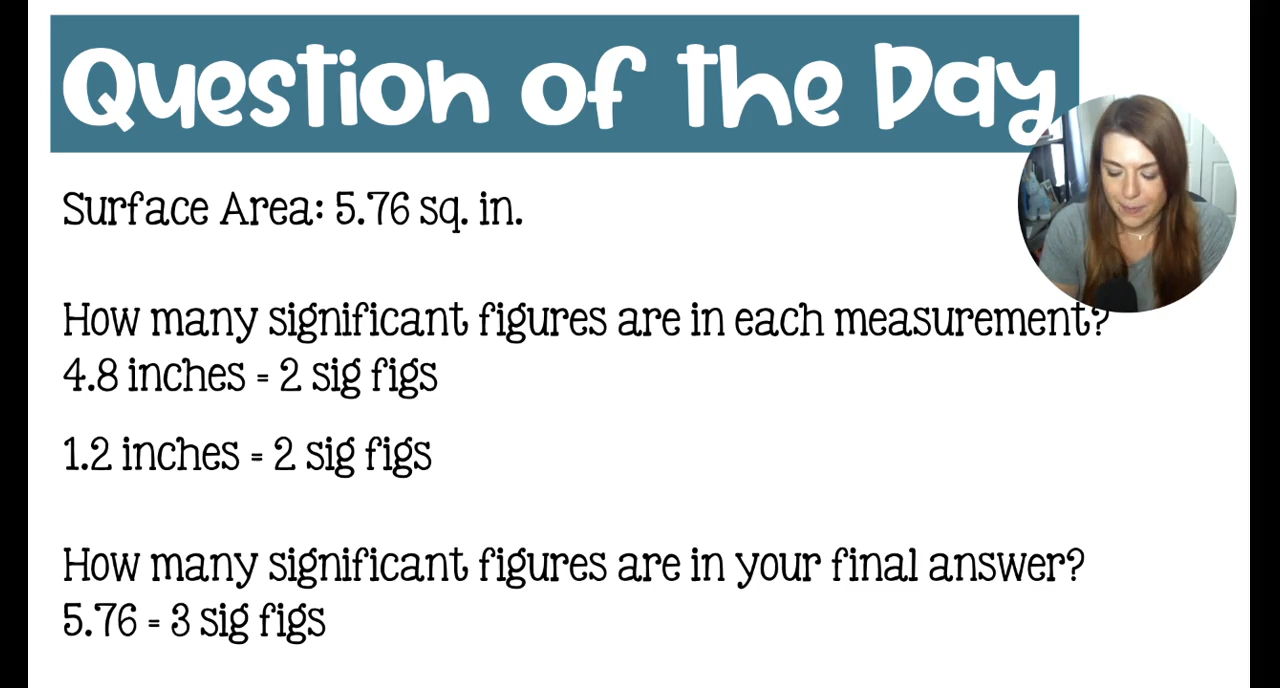 Question of the Day
Surface Area: 5.76 sq. in.
How many significant figures are in each measurement?
4.8 inches = 2 sig figs
1.2 inches = 2 sig figs
How many significant figures are in your final answer?
5.76 = 3 sig figs